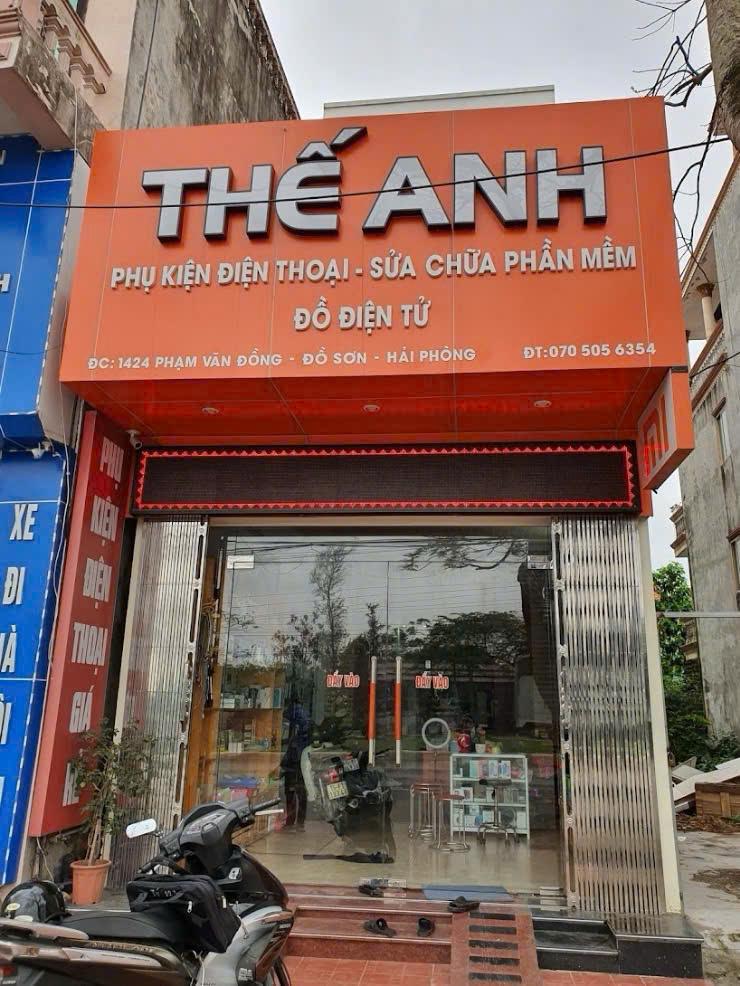 THẾ ANH
PHỤ KIỆN ĐIỆN THOẠI - SỬA CHỮA PHẦN MỀM
ĐỒ ĐIỆN TỬ
ĐC: 1424 PHẠM VĂN ĐỒNG - ĐỒ SƠN - HẢI PHÒNG
ĐT: 070 505 6354
PHỤ
KIỆN
ĐIỆN
THOẠI
GIÁ
XE
ĐI
ĐẨY VÀO
ĐẨY VÀO